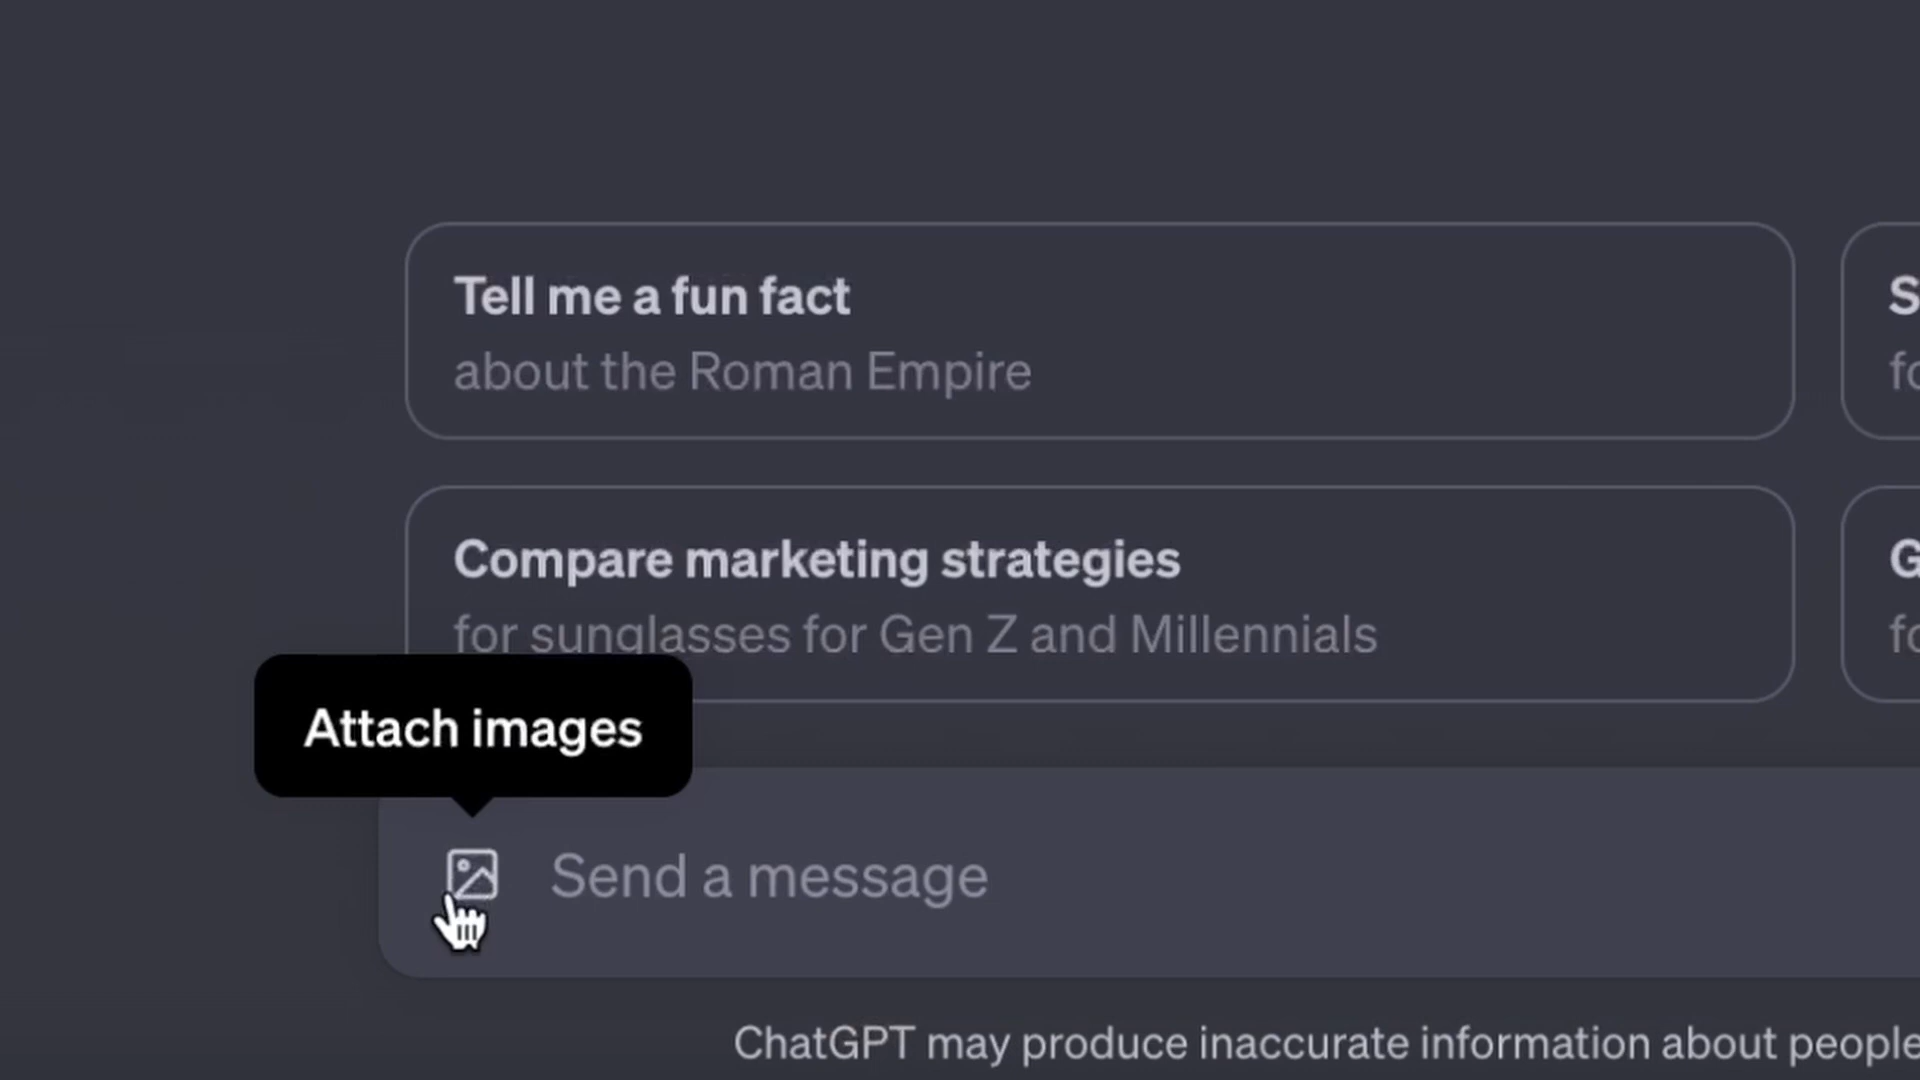 Tell me a fun fact
about the Roman Empire
Compare marketing strategies
for sunglasses for Gen Z and Millennials
Attach images
Send a message
ChatGPT may produce inaccurate information about people